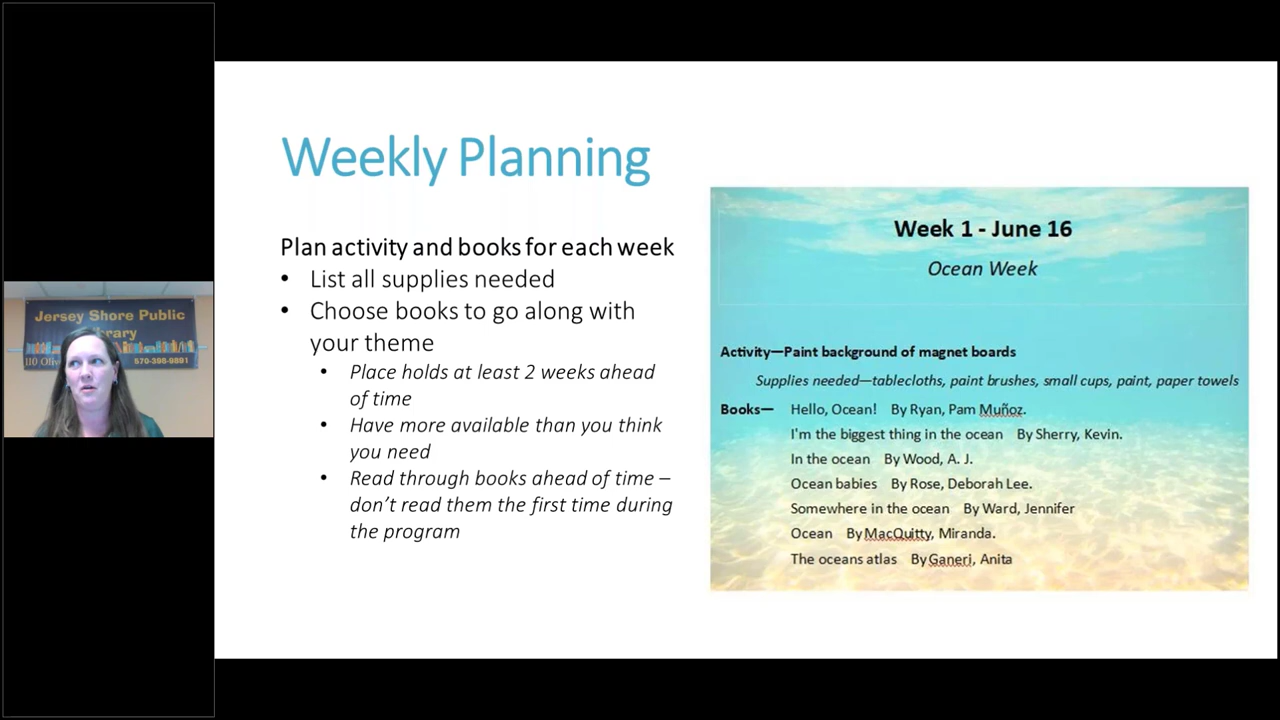 Jersey Shore Public
570-398-9891
Weekly Planning
Plan activity and books for each week
• List all supplies needed
• Choose books to go along with
your theme
• Place holds at least 2 weeks ahead
of time
• Have more available than you think
you need
• Read through books ahead of time –
don't read them the first time during
the program
Week 1 - June 16
Ocean Week
Activity—Paint background of magnet boards
Supplies needed—tablecloths, paint brushes, small cups, paint, paper towels
Books— Hello, Ocean! By Ryan, Pam Muñoz.
I'm the biggest thing in the ocean By Sherry, Kevin.
In the ocean By Wood, A. J.
Ocean babies By Rose, Deborah Lee.
Somewhere in the ocean By Ward, Jennifer
Ocean By MacQuitty, Miranda.
The oceans atlas By Ganeri, Anita